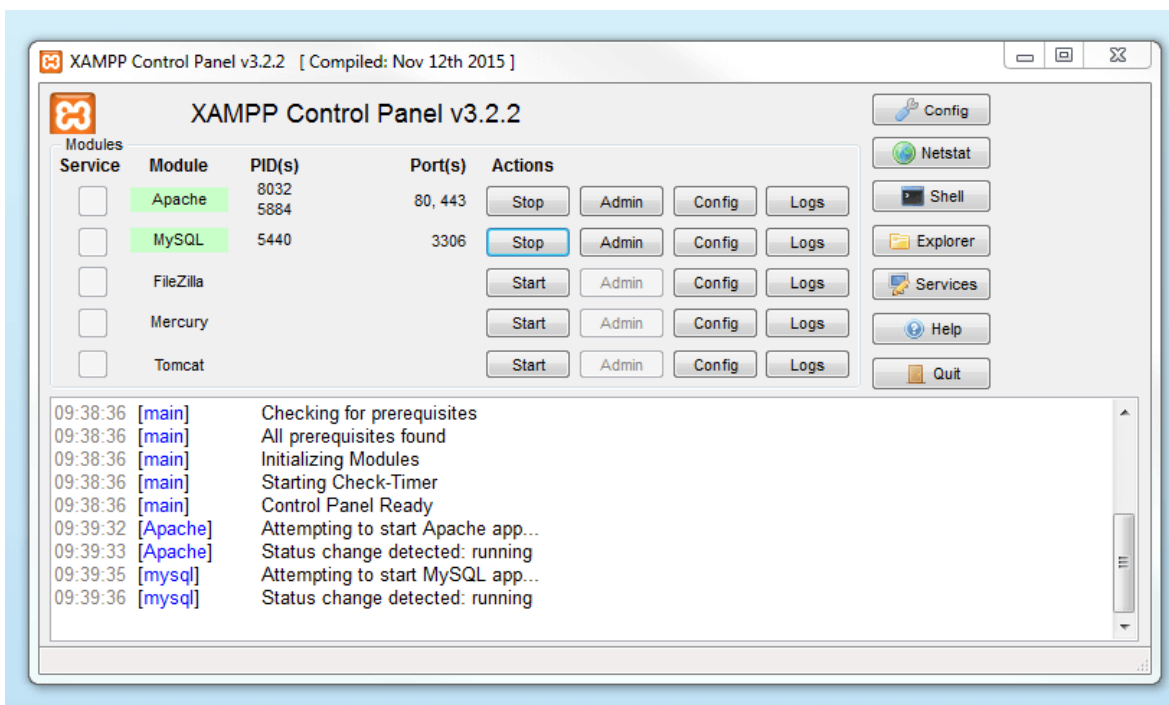 XAMPP Control Panel v3.2.2 [ Compiled: Nov 12th 2015 ]
XAMPP Control Panel v3.2.2
Config
Modules
Service Module PID(s) Port(s) Actions
Netstat
Apache 8032 5884 80, 443 Stop Admin Config Logs
Shell
MySQL 5440 3306 Stop Admin Config Logs
Explorer
FileZilla Start Admin Config Logs
Services
Mercury Start Admin Config Logs
Help
Tomcat Start Admin Config Logs
Quit
09:38:36 [main] Checking for prerequisites
09:38:36 [main] All prerequisites found
09:38:36 [main] Initializing Modules
09:38:36 [main] Starting Check-Timer
09:38:36 [main] Control Panel Ready
09:39:32 [Apache] Attempting to start Apache app...
09:39:33 [Apache] Status change detected: running
09:39:35 [mysql] Attempting to start MySQL app...
09:39:36 [mysql] Status change detected: running